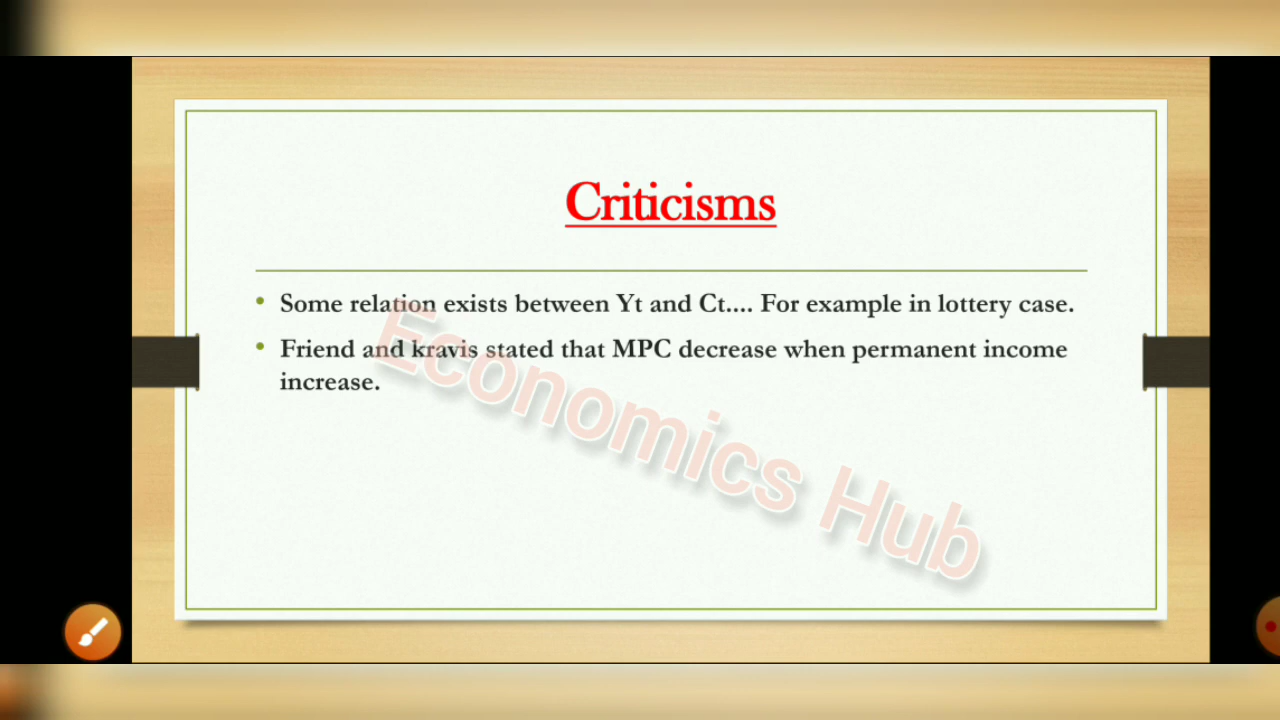 Criticisms
Some relation exists between Yt and Ct.... For example in lottery case.
Friend and kravis stated that MPC decrease when permanent income
increase.
Economics Hub